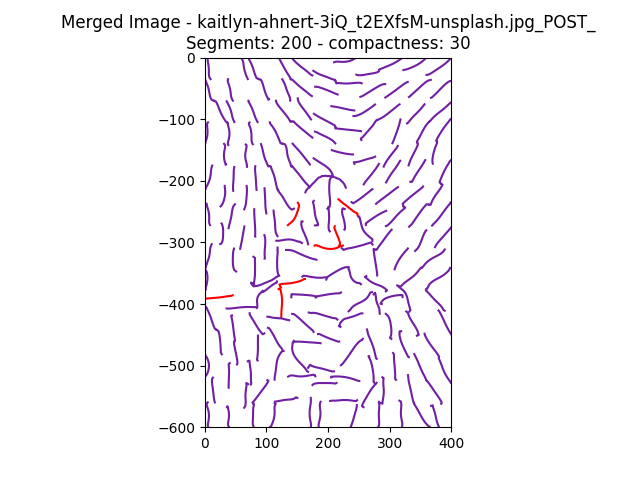 Merged Image - kaitlyn-ahnert-3iQ_t2EXfsM-unsplash.jpg_POST_
Segments: 200 - compactness: 30
0
−100
−200
−300
−400
−500
−600
0 100 200 300 400